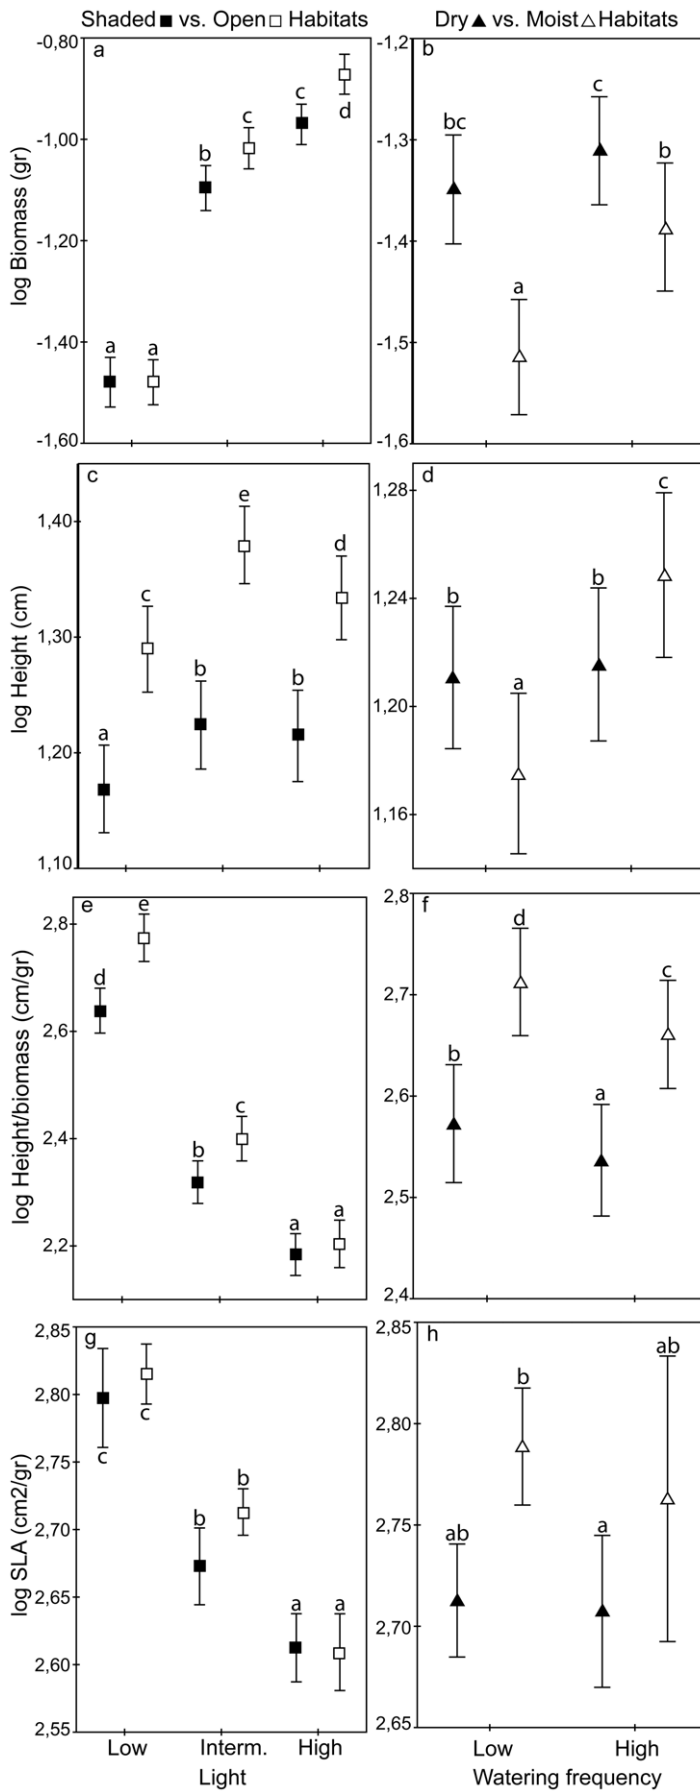 Shaded ■ vs. Open □ Habitats
Dry ▲ vs. Moist △ Habitats
a
log Biomass (gr)
-0,80
-1,00
-1,20
-1,40
-1,60
a
a
b
c
c
d
b
-1,2
-1,3
-1,4
-1,5
-1,6
bc
a
c
b
c
log Height (cm)
1,40
1,30
1,20
1,10
a
c
b
e
b
d
d
1,28
1,24
1,20
1,16
b
a
b
c
e
log Height/biomass (cm/gr)
2,8
2,6
2,4
2,2
d
e
b
c
a
a
f
2,8
2,7
2,6
2,5
2,4
b
d
a
c
g
log SLA (cm2/gr)
2,85
2,80
2,75
2,70
2,65
2,60
2,55
c
c
b
b
a
a
Low Interm. High
Light
h
2,85
2,80
2,75
2,70
2,65
ab
b
a
ab
Low High
Watering frequency